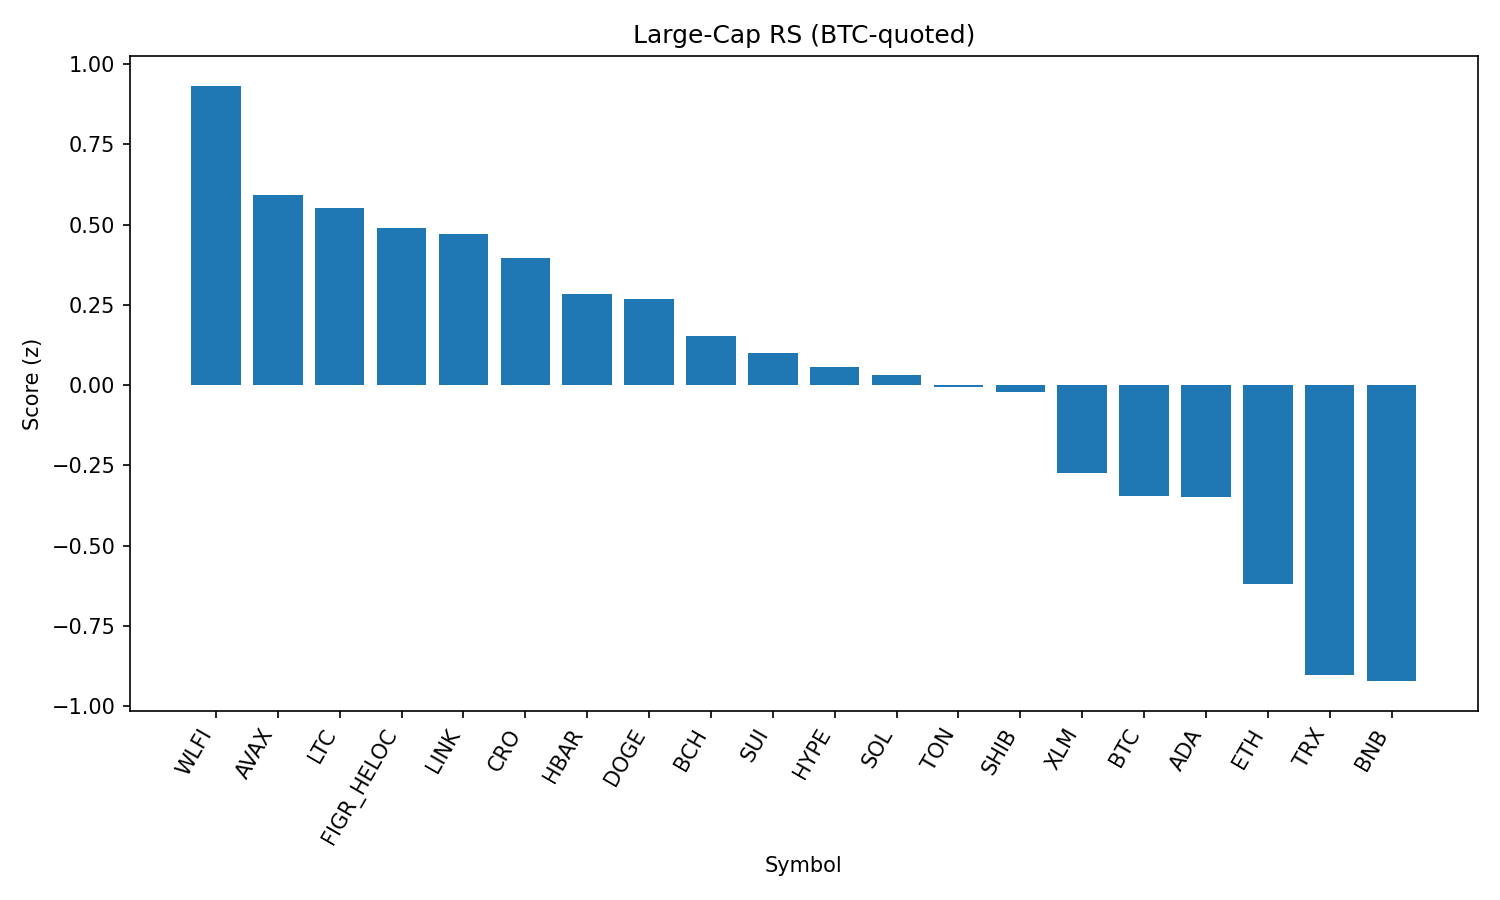 Large-Cap RS (BTC-quoted)
1.00
0.75
0.50
0.25
0.00
−0.25
−0.50
−0.75
−1.00
Score (z)
WLFI
AVAX
LTC
FIGR_HELOC
LINK
CRO
HBAR
DOGE
BCH
SUI
HYPE
SOL
TON
SHIB
XLM
BTC
ADA
ETH
TRX
BNB
Symbol